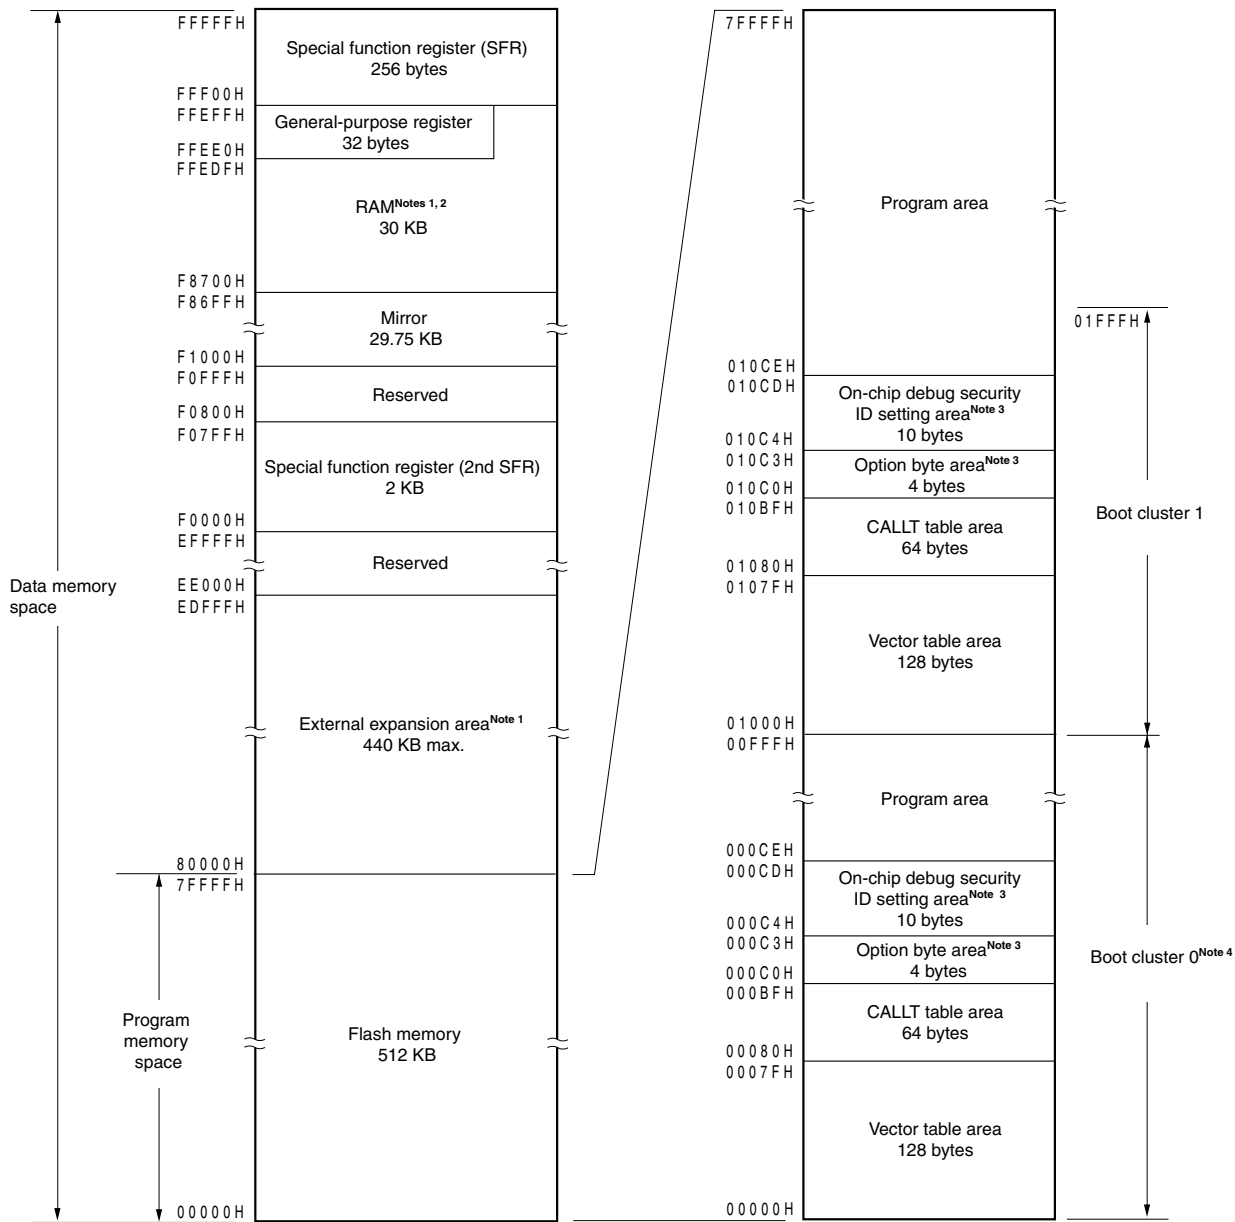 FFFFFH
Special function register (SFR)
256 bytes
FFF00H
FFEFFH
General-purpose register
32 bytes
FFEE0H
FFEDFH
RAMNotes 1, 2
30 KB
F8700H
F86FFH
Mirror
29.75 KB
F1000H
F0FFFH
Reserved
F0800H
F07FFH
Special function register (2nd SFR)
2 KB
F0000H
EFFFFH
Reserved
EE000H
EDFFFH
Data memory
space
External expansion areaNote 1
440 KB max.
80000H
7FFFFH
Program
memory
space
Flash memory
512 KB
00000H
7FFFFH
Program area
01FFFH
010CEH
010CDH
On-chip debug security
ID setting areaNote 3
10 bytes
010C4H
010C3H
Option byte areaNote 3
4 bytes
010C0H
010BFH
Boot cluster 1
CALLT table area
64 bytes
01080H
0107FH
Vector table area
128 bytes
01000H
00FFFH
Program area
000CEH
000CDH
On-chip debug security
ID setting areaNote 3
10 bytes
000C4H
000C3H
Option byte areaNote 3
4 bytes
Boot cluster 0Note 4
000C0H
000BFH
CALLT table area
64 bytes
00080H
0007FH
Vector table area
128 bytes
00000H